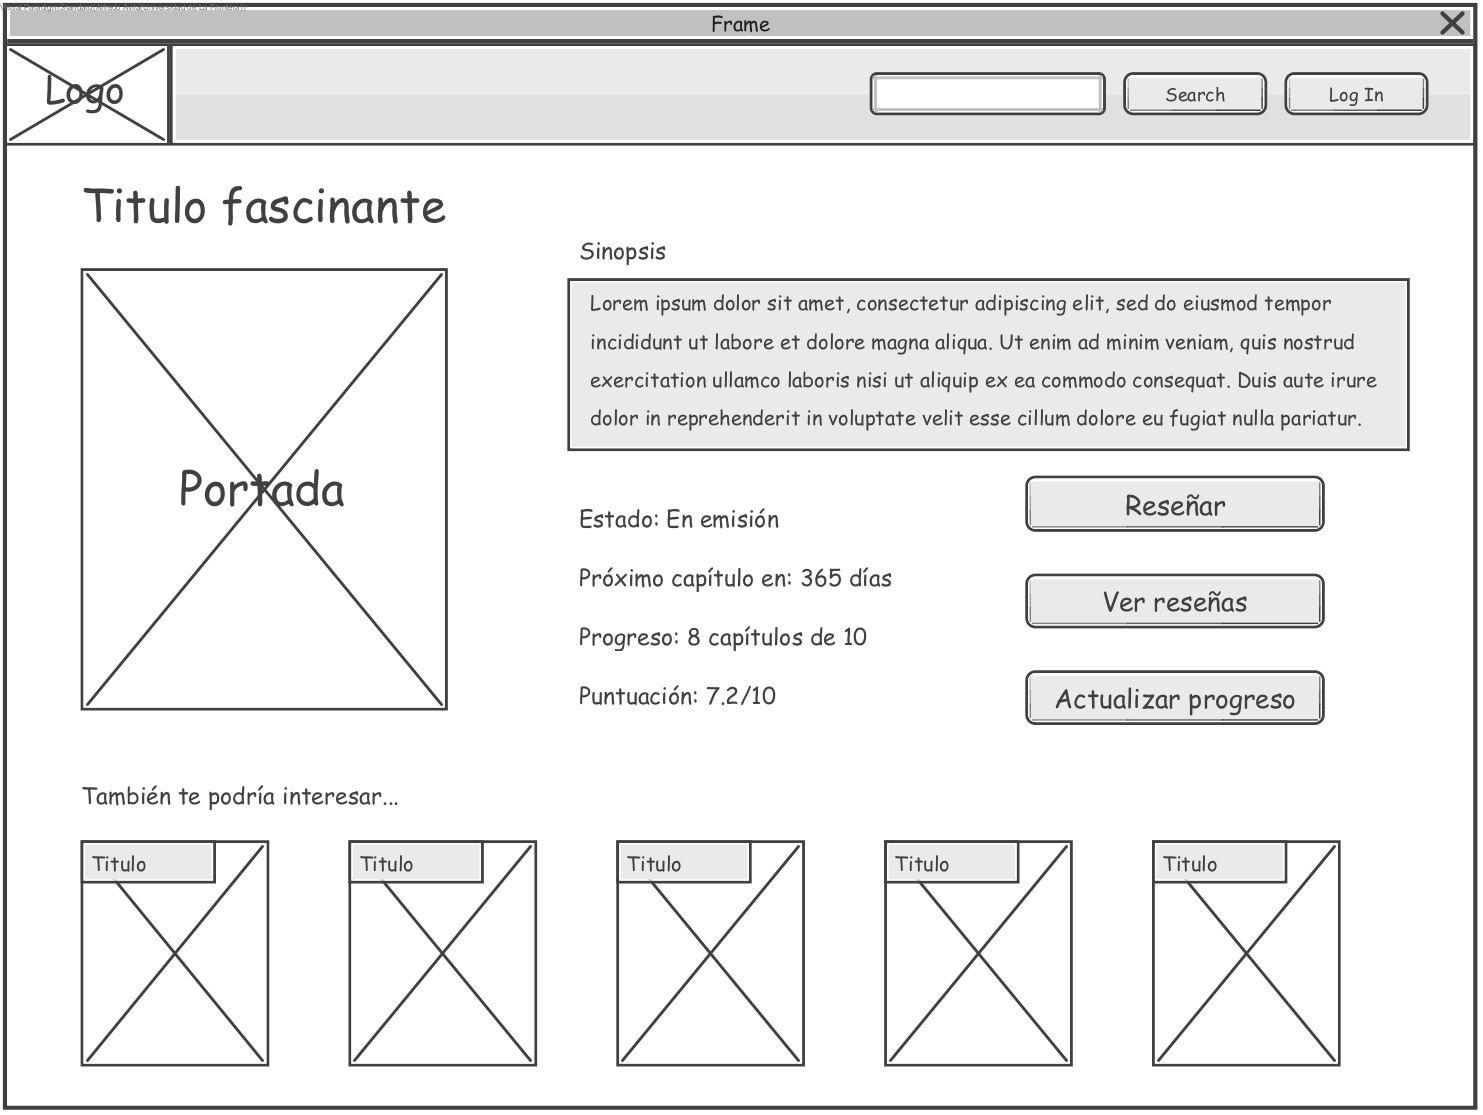 Frame
Logo
Search
Log In
Titulo fascinante
Sinopsis
Lorem ipsum dolor sit amet, consectetur adipiscing elit, sed do eiusmod tempor
incididunt ut labore et dolore magna aliqua. Ut enim ad minim veniam, quis nostrud
exercitation ullamco laboris nisi ut aliquip ex ea commodo consequat. Duis aute irure
dolor in reprehenderit in voluptate velit esse cillum dolore eu fugiat nulla pariatur.
Portada
Estado: En emisión
Próximo capítulo en: 365 días
Progreso: 8 capítulos de 10
Puntuación: 7.2/10
Reseñar
Ver reseñas
Actualizar progreso
También te podría interesar...
Titulo
Titulo
Titulo
Titulo
Titulo